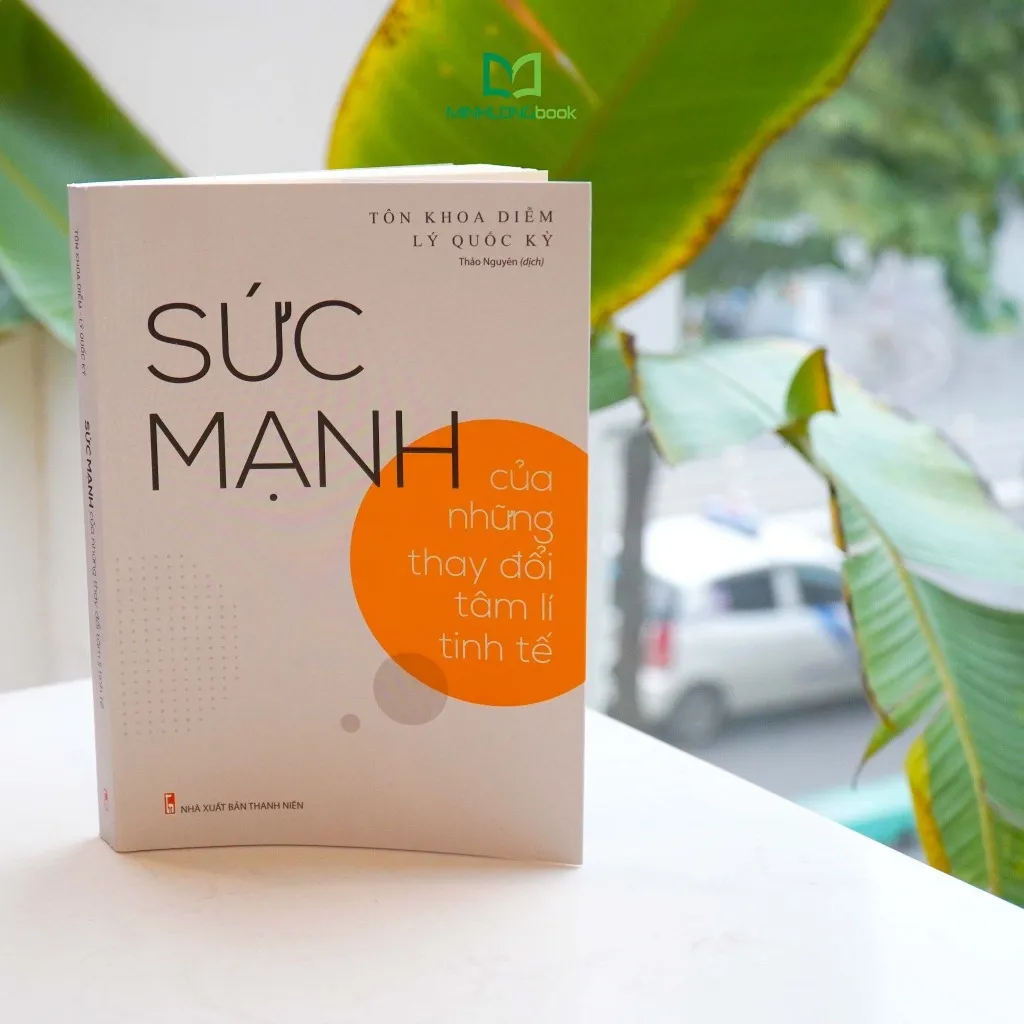 MINHLONGbook
TÔN KHOA DIỄM
LÝ QUỐC KỲ
Thảo Nguyên (dịch)
SỨC
MẠNH
của
những
thay đổi
tâm lí
tinh tế
NHÀ XUẤT BẢN THANH NIÊN
TÔN KHOA DIỄM - LÝ QUỐC KỲ
SỨC MẠNH của những thay đổi tâm lí tinh tế